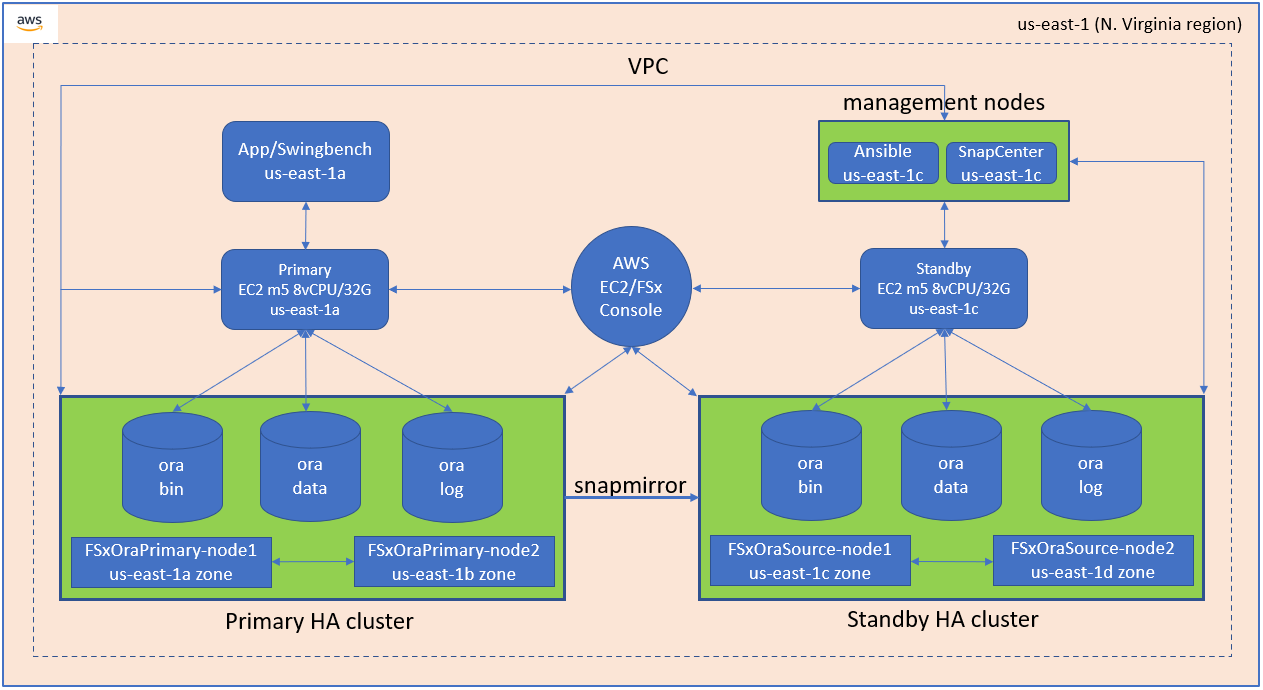 aws
us-east-1 (N. Virginia region)
VPC
management nodes
App/Swingbench
us-east-1a
Ansible
us-east-1c
SnapCenter
us-east-1c
Primary
EC2 m5 8vCPU/32G
us-east-1a
AWS
EC2/FSx
Console
Standby
EC2 m5 8vCPU/32G
us-east-1c
ora
bin
ora
data
ora
log
snapmirror
ora
bin
ora
data
ora
log
FSxOraPrimary-node1
us-east-1a zone
FSxOraPrimary-node2
us-east-1b zone
FSxOraSource-node1
us-east-1c zone
FSxOraSource-node2
us-east-1d zone
Primary HA cluster
Standby HA cluster